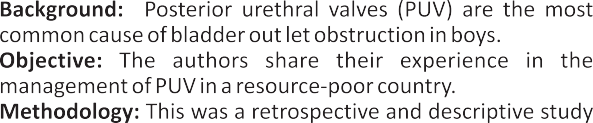 Background: Posterior urethral valves (PUV) are the most
common cause of bladder out let obstruction in boys.
Objective: The authors share their experience in the
management of PUV in a resource-poor country.
Methodology: This was a retrospective and descriptive study